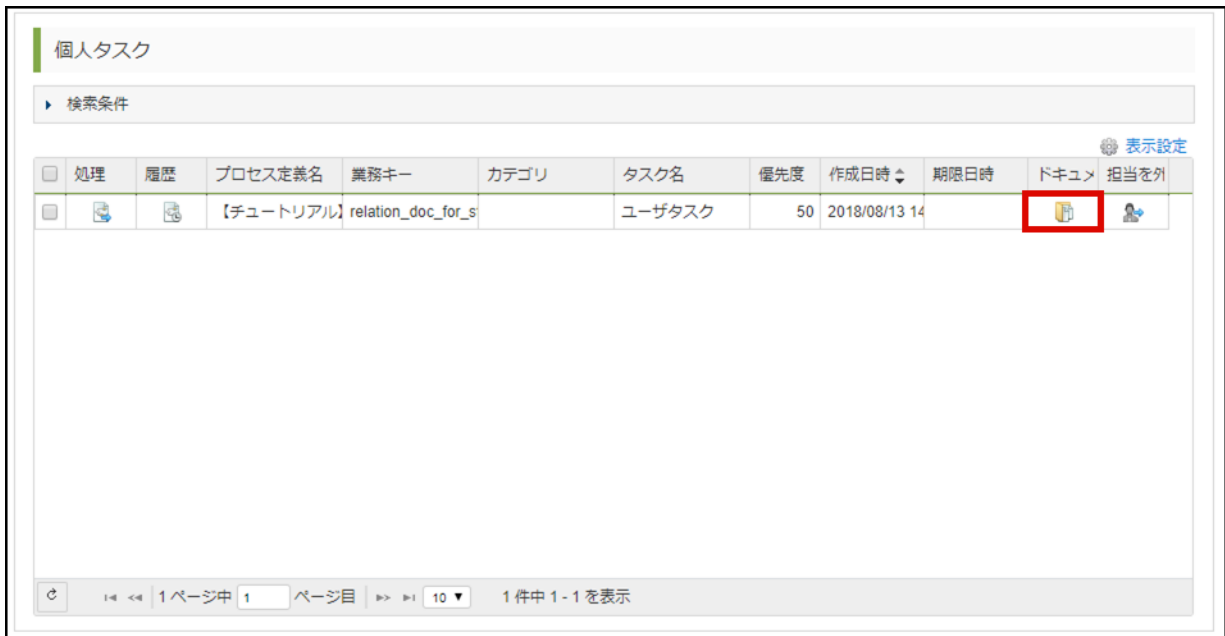 個人タスク
検索条件
表示設定
処理 履歴 プロセス定義名 業務キー カテゴリ タスク名 優先度 作成日時 期限日時 ドキュメ 担当を外
【チュートリアル】 relation_doc_for_s ユーザタスク 50 2018/08/13 14
1 ページ中 1 ページ目 10 1 件中 1 - 1 を表示